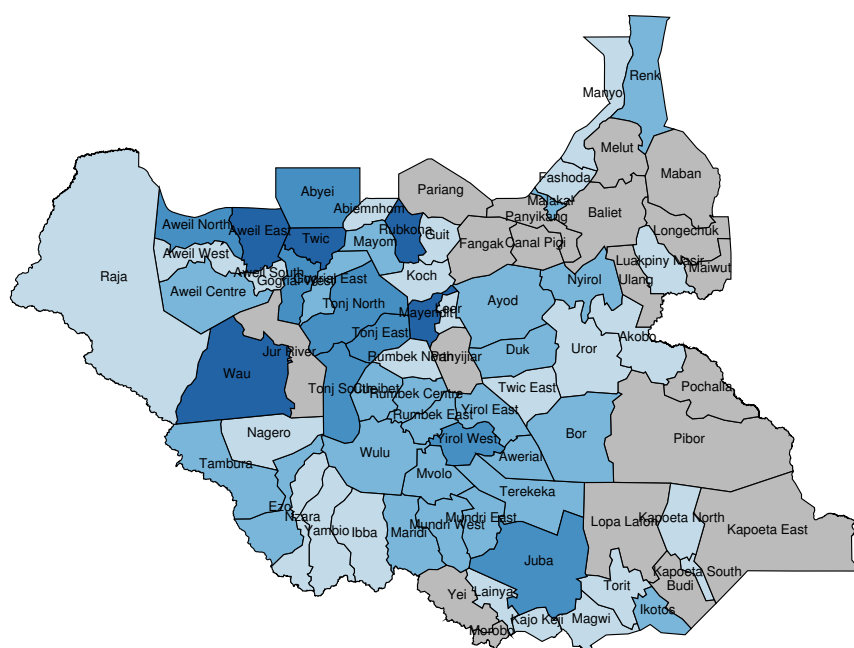 Renk
Manyo
Melut
Maban
Fashoda
Pariang
Abyei
Majakal
Baliet
Abiemnhom
Panyikang
Aweil North
Longechuk
Rubkona
Guit
Aweil East
Twic
Mayom
Fangak
Canal Pigi
Aweil West
Luakpiny Nasir
Maiwut
Raja
Aweil South
Gogrial East
Koch
Nyirol
Ulang
Gogrial West
Aweil Centre
Tonj North
Ayod
Mayendit
Leer
Tonj East
Akobo
Uror
Jur River
Duk
Rumbek North
Panyijiar
Wau
Tonj South
Cueibet
Twic East
Pochalla
Rumbek Centre
Yirol East
Rumbek East
Nagero
Yirol West
Bor
Pibor
Wulu
Awerial
Tambura
Mvolo
Terekeka
Ezo
Nzara
Mundri East
Kapoeta North
Lopa Lafon
Mundri West
Kapoeta East
Yambio
Ibba
Maridi
Juba
Kapoeta South
Torit
Budi
Yei
Lainya
Ikotos
Kajo Keji
Magwi
Morobo